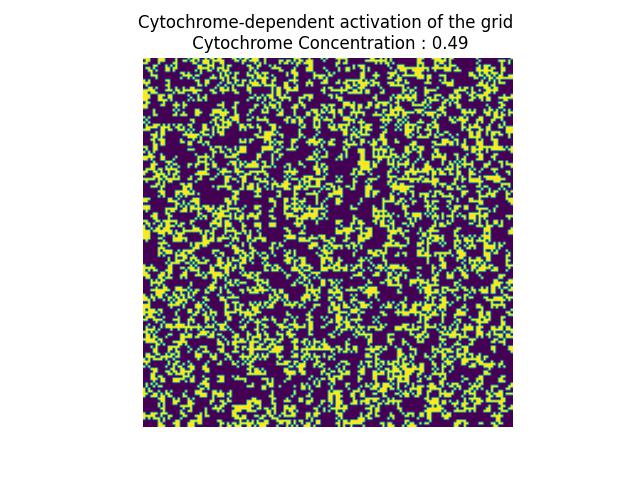 Cytochrome-dependent activation of the grid
Cytochrome Concentration : 0.49